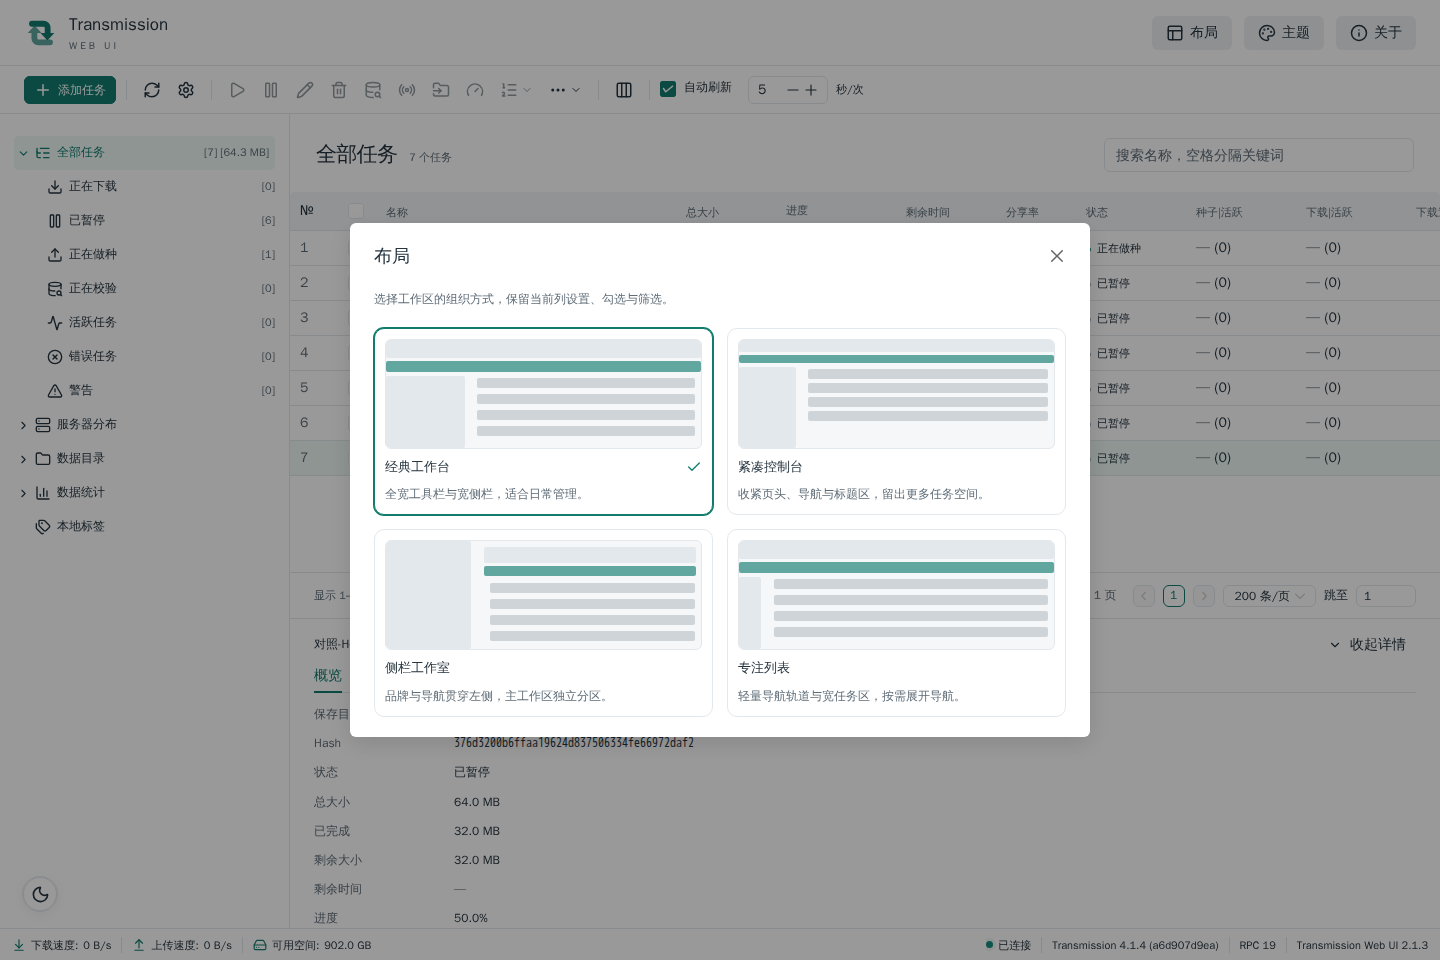 Transmission
WEB UI
布局
主题
关于
添加任务
自动刷新
5
秒/次
全部任务 [7] [64.3 MB]
正在下载 [0]
已暂停 [6]
正在做种 [1]
正在校验 [0]
活跃任务 [0]
错误任务 [0]
警告 [0]
服务器分布
数据目录
数据统计
本地标签
全部任务 7 个任务
搜索名称，空格分隔关键词
№ 名称 总大小 进度 剩余时间 分享率 状态 种子|活跃 下载|活跃
1 正在做种 — (0) — (0)
2 已暂停 — (0) — (0)
3 已暂停 — (0) — (0)
4 已暂停 — (0) — (0)
5 已暂停 — (0) — (0)
6 已暂停 — (0) — (0)
7 已暂停 — (0) — (0)
布局
选择工作区的组织方式，保留当前列设置、勾选与筛选。
经典工作台
全宽工具栏与宽侧栏，适合日常管理。
紧凑控制台
收紧页头、导航与标题区，留出更多任务空间。
侧栏工作室
品牌与导航贯穿左侧，主工作区独立分区。
专注列表
轻量导航轨道与宽任务区，按需展开导航。
显示 1–
1 页
1
200 条/页
跳至
1
对照-H
收起详情
概览
保存目
Hash 376d3200b6ffaa19624d837506334fe66972daf2
状态 已暂停
总大小 64.0 MB
已完成 32.0 MB
剩余大小 32.0 MB
剩余时间 —
进度 50.0%
下载速度: 0 B/s
上传速度: 0 B/s
可用空间: 902.0 GB
已连接
Transmission 4.1.4 (a6d907d9ea)
RPC 19
Transmission Web UI 2.1.3